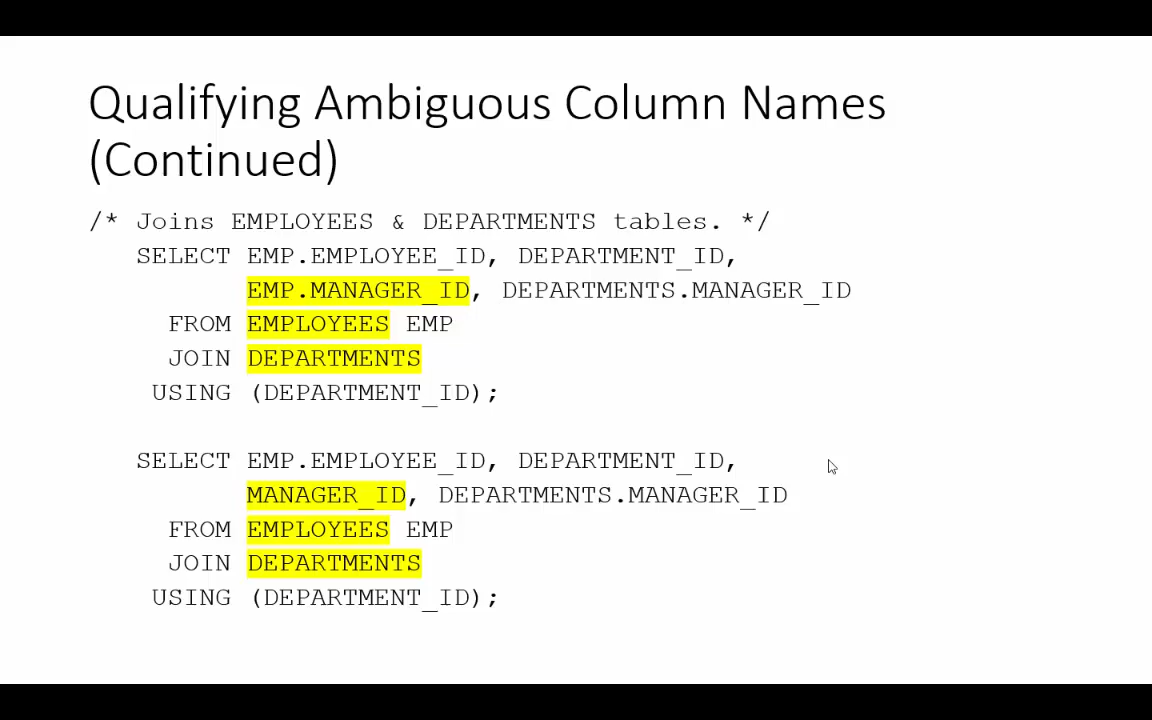 Qualifying Ambiguous Column Names
(Continued)
/* Joins EMPLOYEES & DEPARTMENTS tables. */
SELECT EMP.EMPLOYEE_ID, DEPARTMENT_ID,
EMP.MANAGER_ID, DEPARTMENTS.MANAGER_ID
FROM EMPLOYEES EMP
JOIN DEPARTMENTS
USING (DEPARTMENT_ID);
SELECT EMP.EMPLOYEE_ID, DEPARTMENT_ID,
MANAGER_ID, DEPARTMENTS.MANAGER_ID
FROM EMPLOYEES EMP
JOIN DEPARTMENTS
USING (DEPARTMENT_ID);